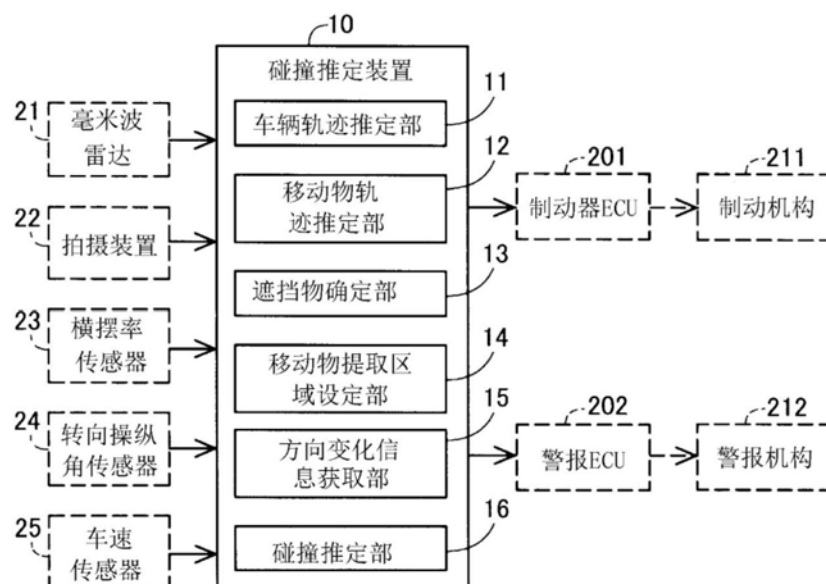 10
碰撞推定装置
11
车辆轨迹推定部
12
移动物轨
迹推定部
13
遮挡物确定部
14
移动物提取区
域设定部
15
方向变化信
息获取部
16
碰撞推定部
21
毫米波
雷达
22
拍摄装置
23
横摆率
传感器
24
转向操纵
角传感器
25
车速
传感器
201
制动器ECU
211
制动机构
202
警报ECU
212
警报机构